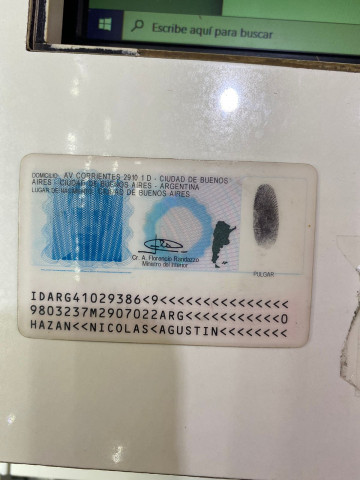 Escribe aquí para buscar
DOMICILIO: AV CORRIENTES 2910 1 D - CIUDAD DE BUENOS
AIRES - CIUDAD DE BUENOS AIRES - ARGENTINA
LUGAR DE NACIMIENTO: CIUDAD DE BUENOS AIRES
Cr. A. Florencio Randazzo
Ministro del Interior
PULGAR
IDARG41029386<9<<<<<<<<<<<<<<<
9803237M2907022ARG<<<<<<<<<<<0
HAZAN<<NICOLAS<AGUSTIN<<<<<<<<